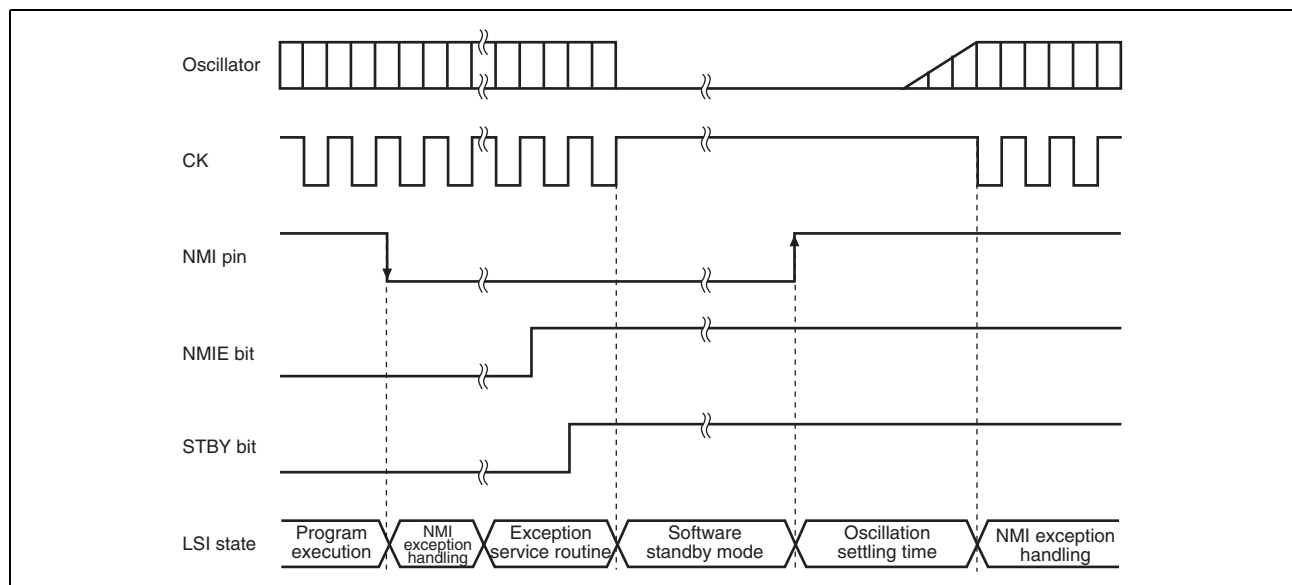 Oscillator
CK
NMI pin
NMIE bit
STBY bit
LSI state
Program
execution
NMI
exception
handling
Exception
service routine
Software
standby mode
Oscillation
settling time
NMI exception
handling